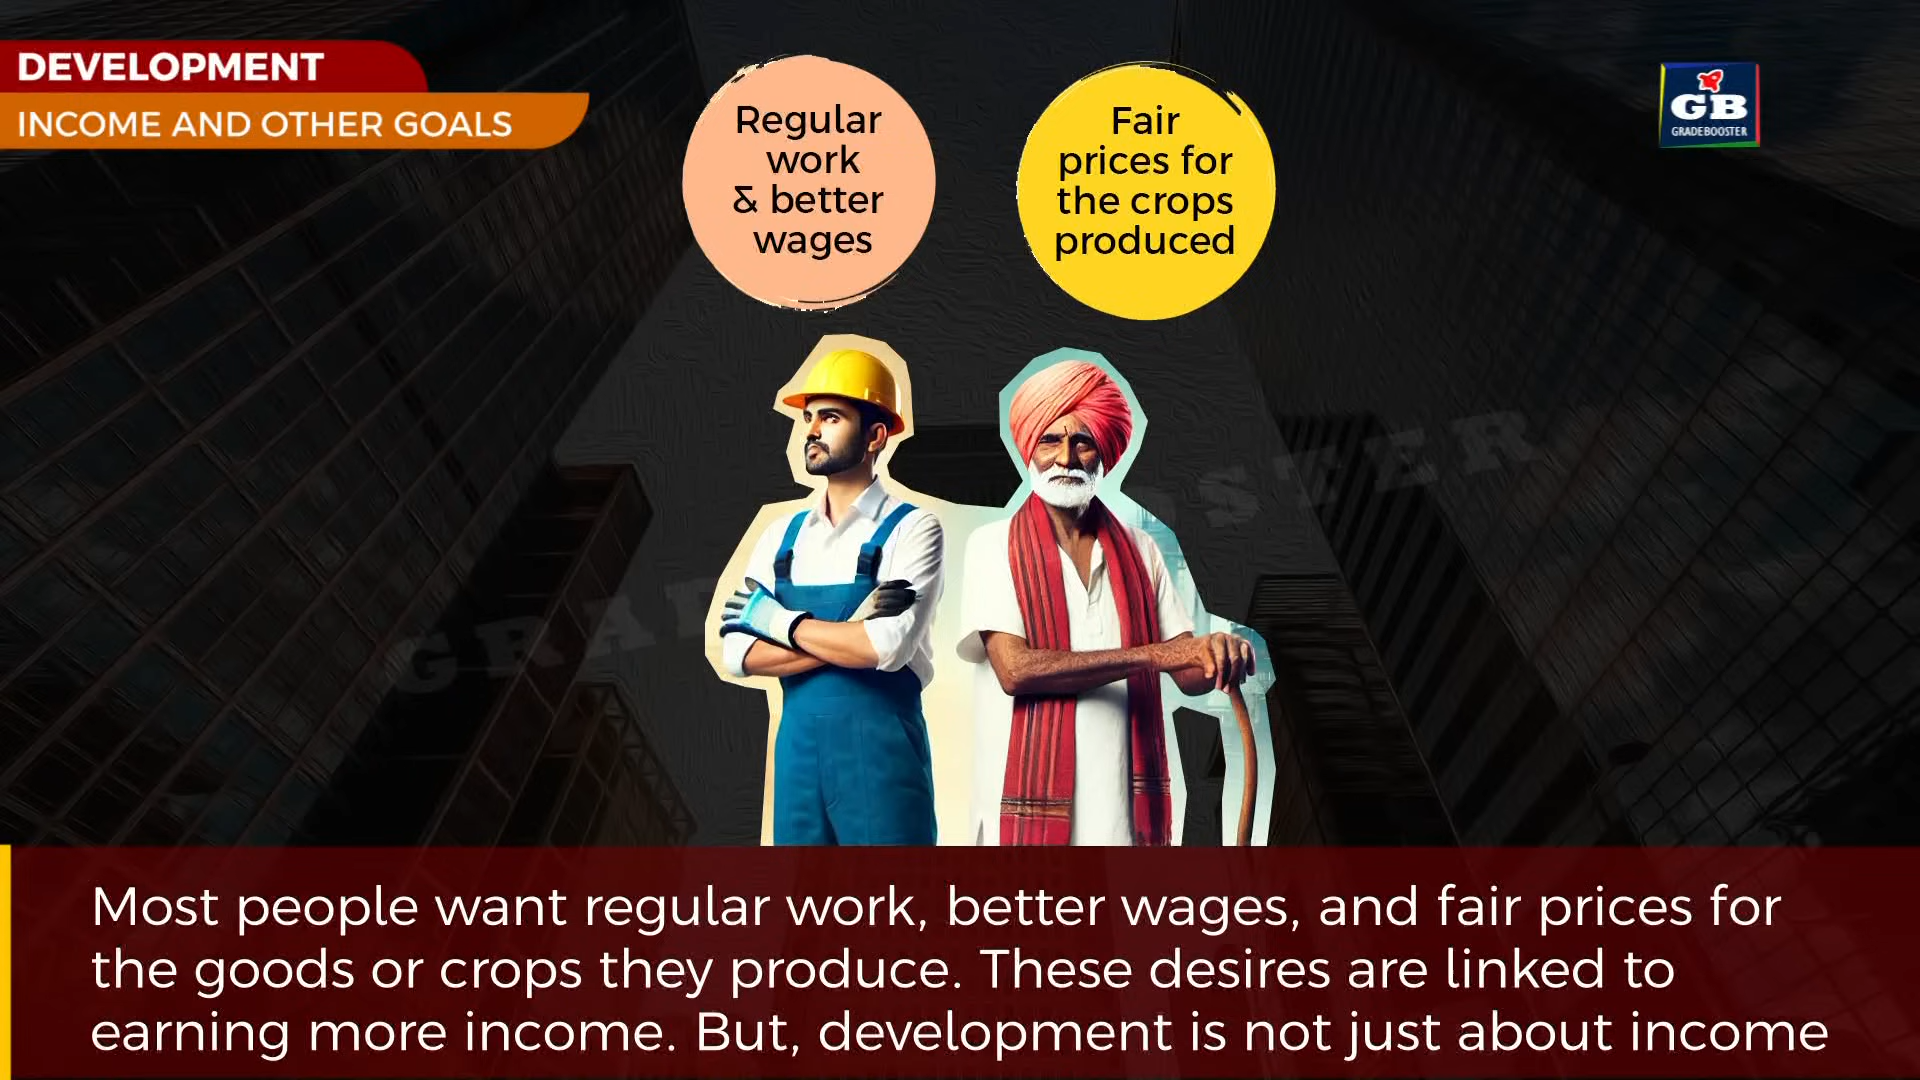 DEVELOPMENT
INCOME AND OTHER GOALS
Regular
work
& better
wages
Fair
prices for
the crops
produced
GB
GRADEBOOSTER
Most people want regular work, better wages, and fair prices for
the goods or crops they produce. These desires are linked to
earning more income. But, development is not just about income